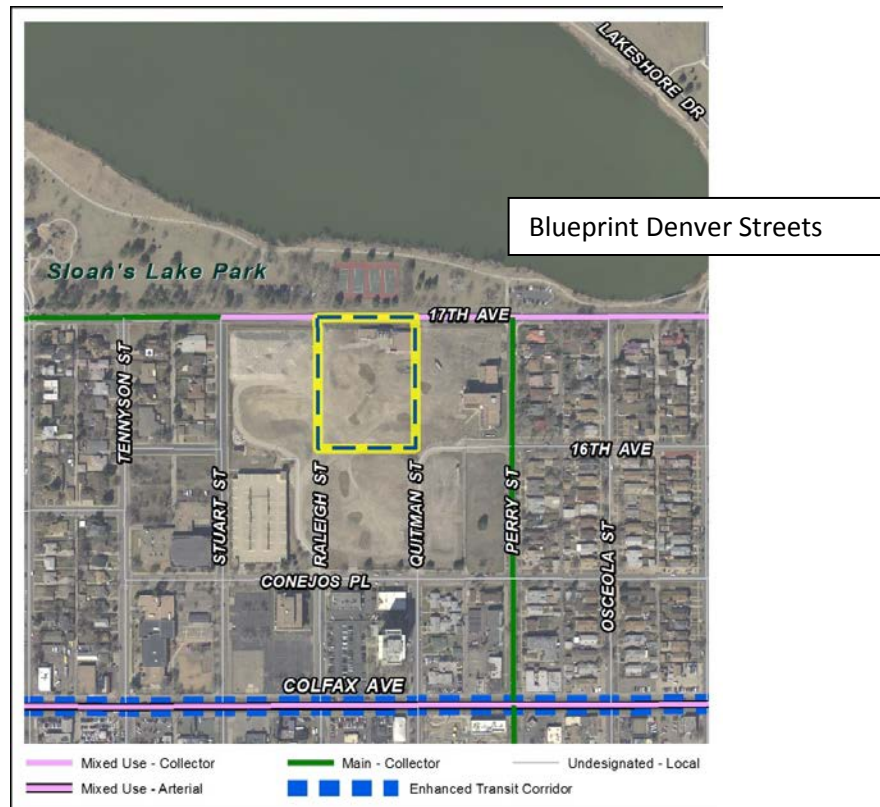 LAKESHORE DR
Blueprint Denver Streets
Sloan's Lake Park
17TH AVE
TENNYSON ST
16TH AVE
STUART ST
RALEIGH ST
QUITMAN ST
PERRY ST
OSCEOLA ST
CONEJOS PL
COLFAX AVE
Mixed Use - Collector
Main - Collector
Undesignated - Local
Mixed Use - Arterial
Enhanced Transit Corridor